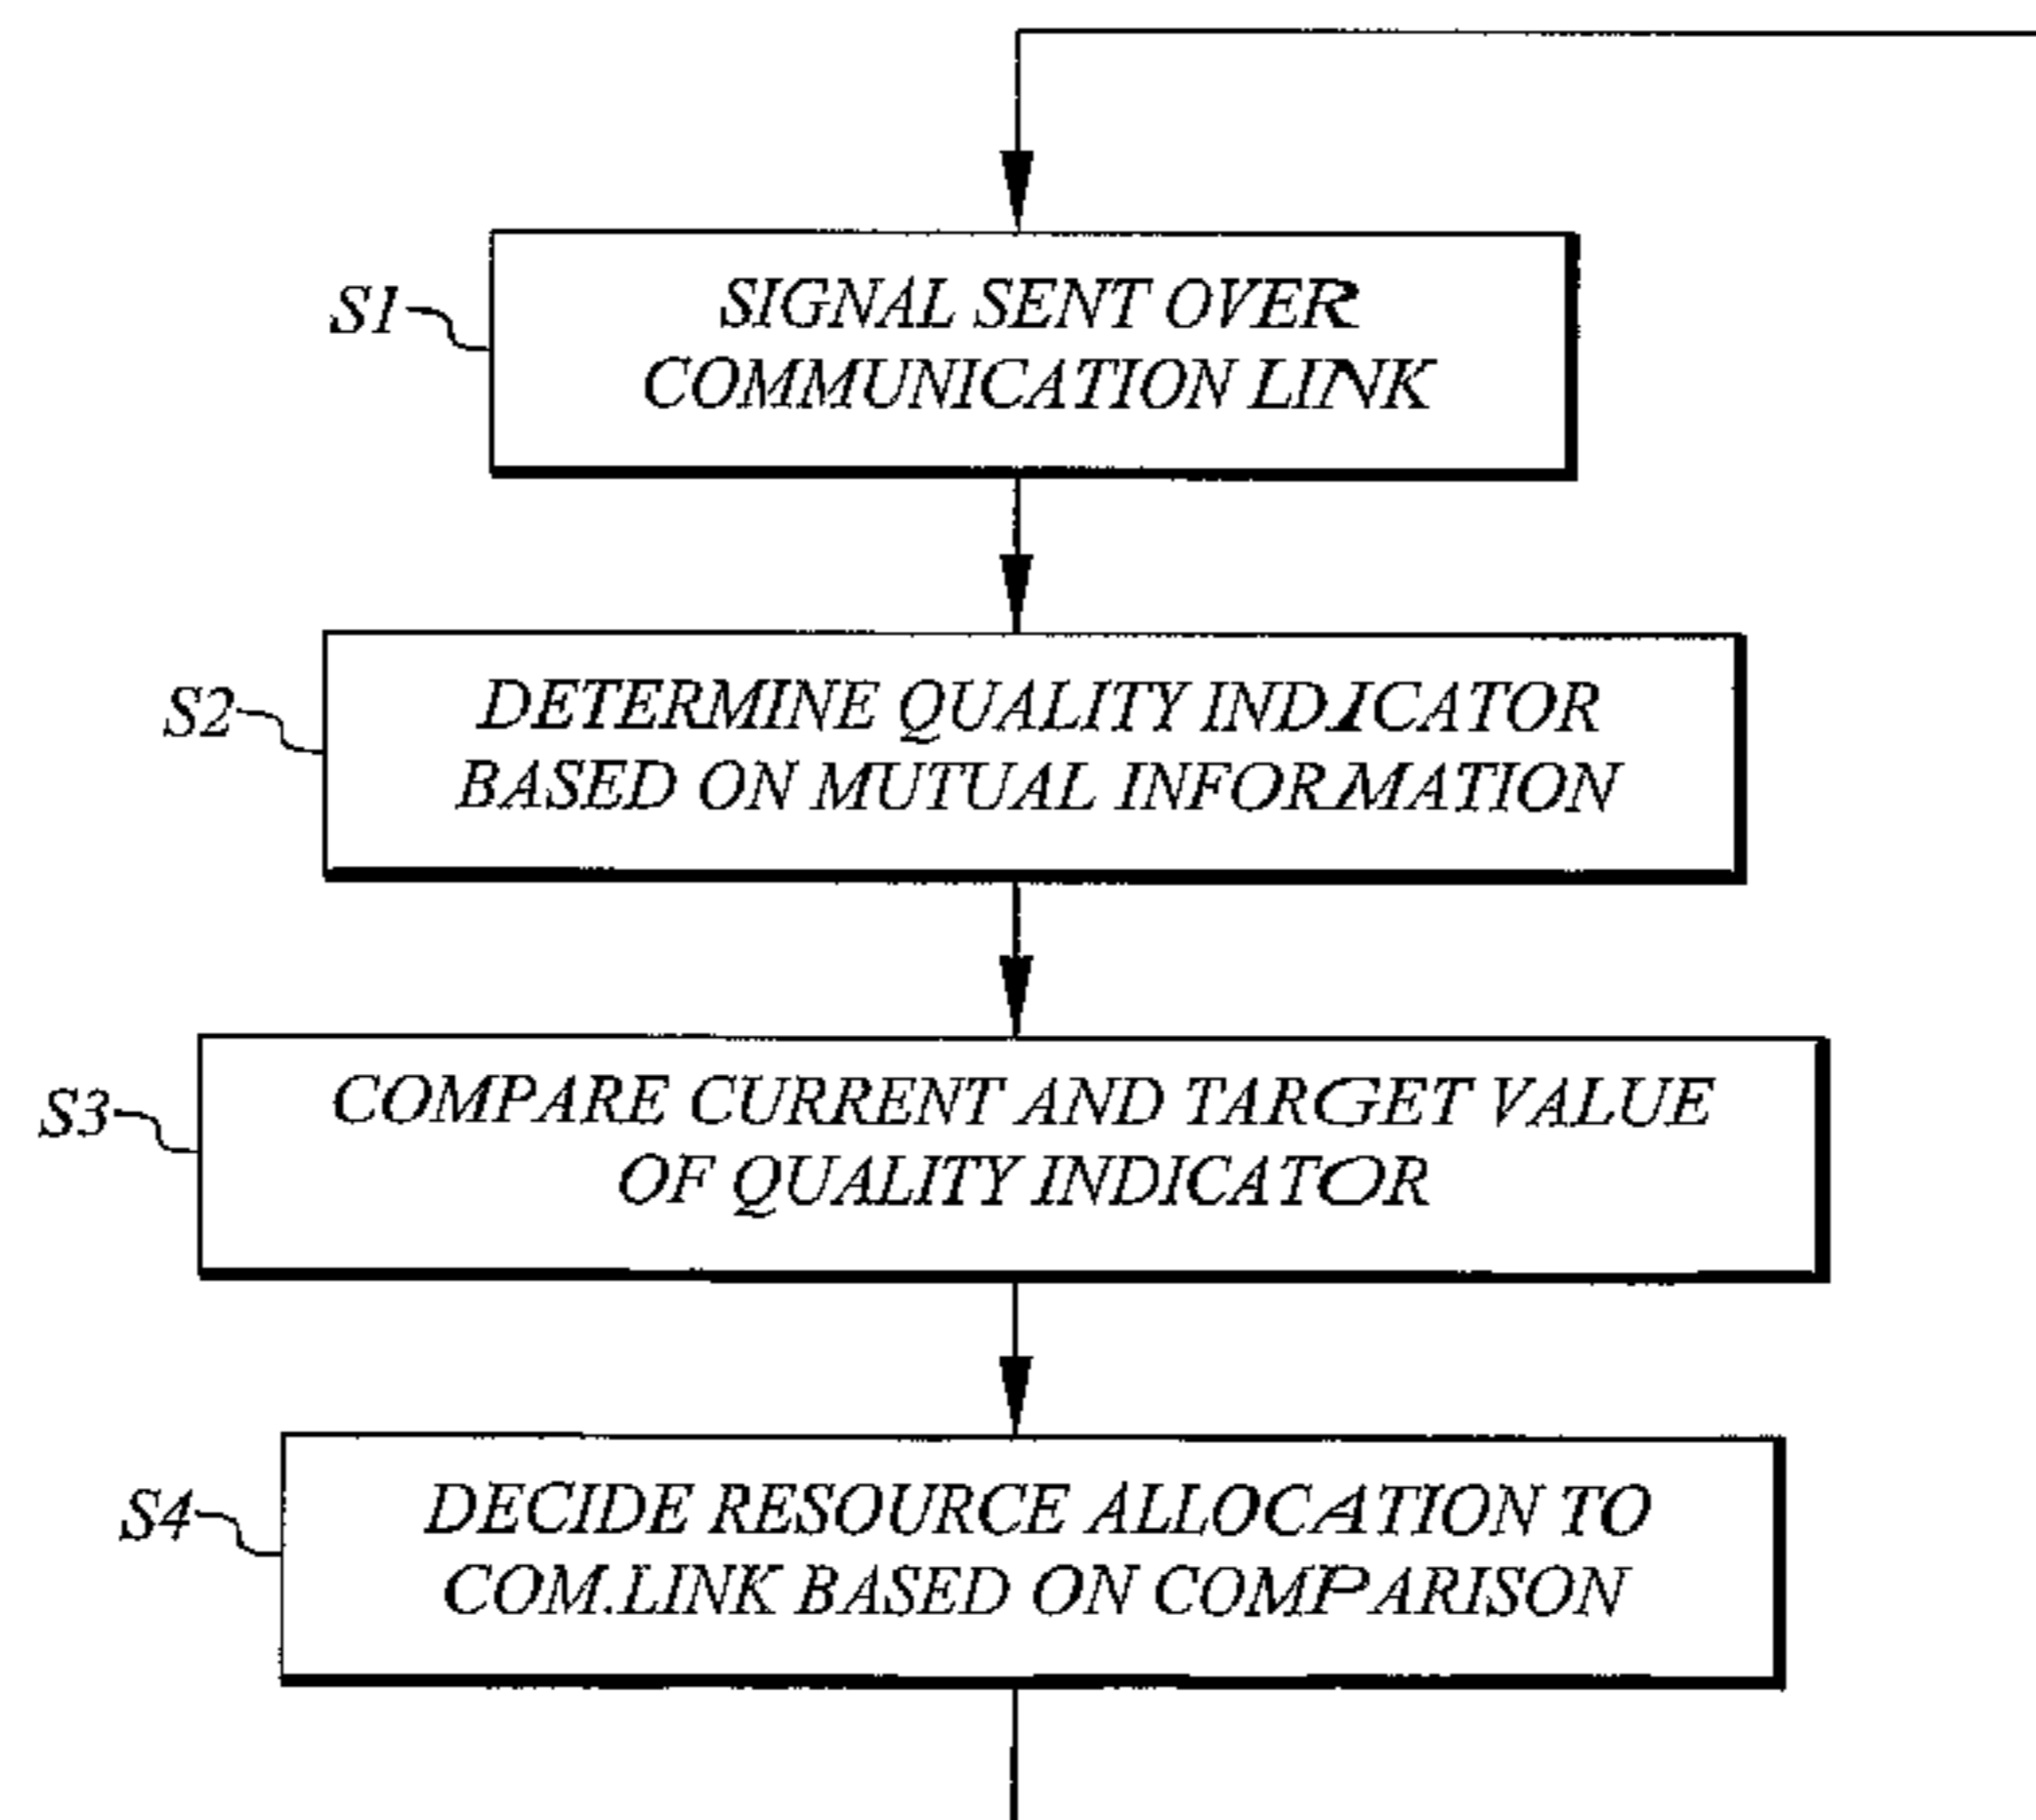 S1
SIGNAL SENT OVER
COMMUNICATION LINK
S2
DETERMINE QUALITY INDICATOR
BASED ON MUTUAL INFORMATION
S3
COMPARE CURRENT AND TARGET VALUE
OF QUALITY INDICATOR
S4
DECIDE RESOURCE ALLOCATION TO
COM.LINK BASED ON COMPARISON